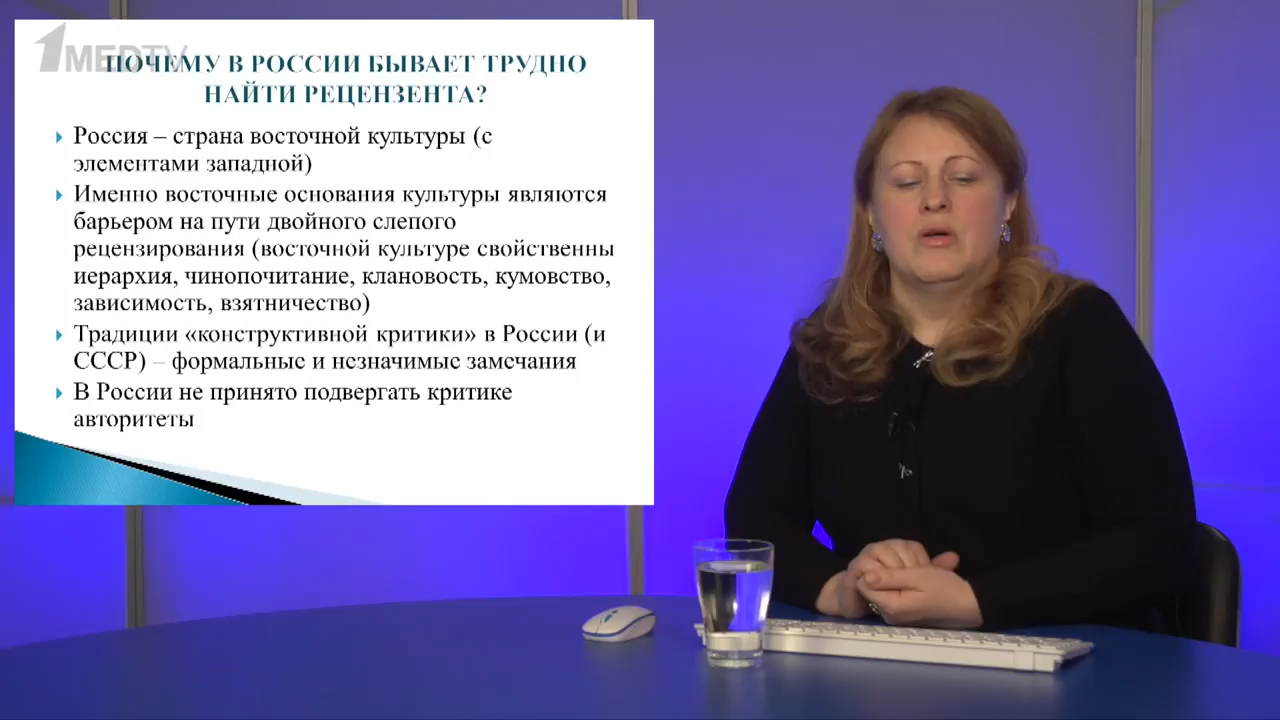 1MEDTV
ПОЧЕМУ В РОССИИ БЫВАЕТ ТРУДНО
НАЙТИ РЕЦЕНЗЕНТА?
Россия – страна восточной культуры (с
элементами западной)
Именно восточные основания культуры являются
барьером на пути двойного слепого
рецензирования (восточной культуре свойственны
иерархия, чинопочитание, клановость, кумовство,
зависимость, взятничество)
Традиции «конструктивной критики» в России (и
СССР) – формальные и незначимые замечания
В России не принято подвергать критике
авторитеты